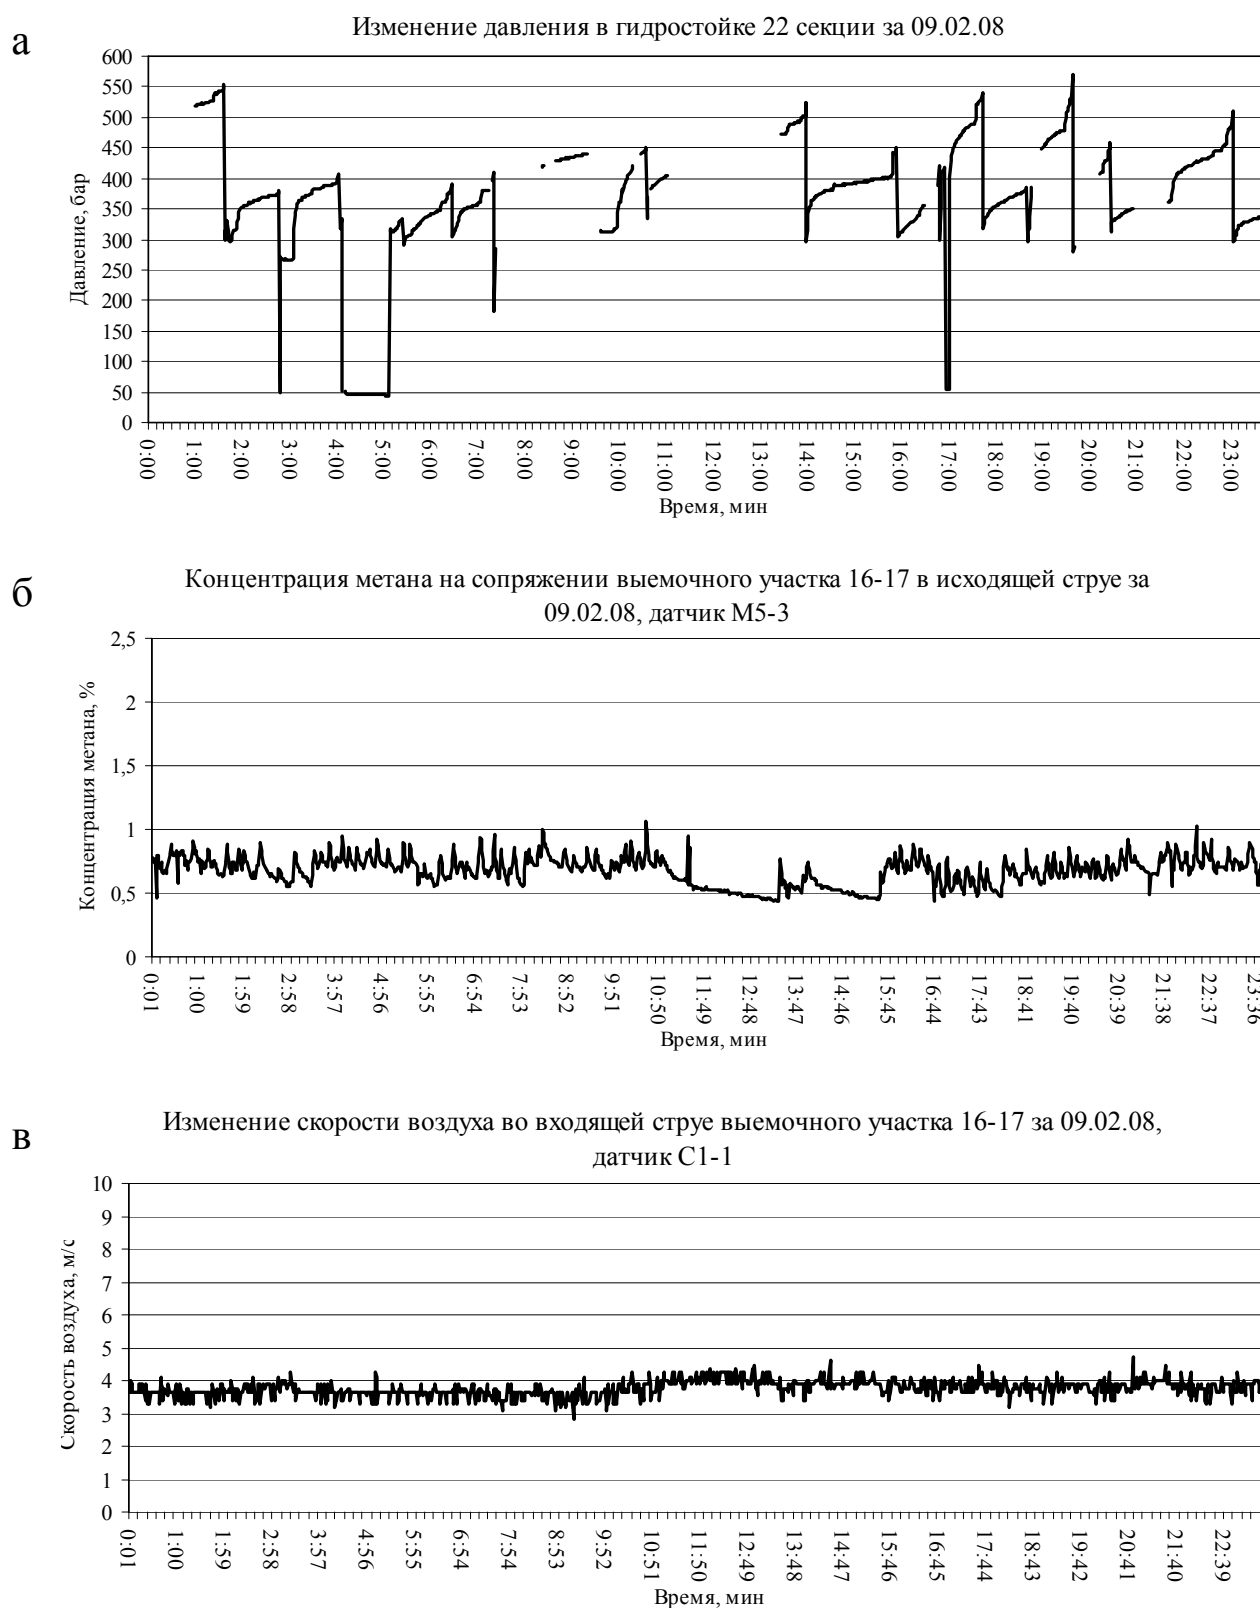 а
Изменение давления в гидростойке 22 секции за 09.02.08
600
550
500
450
400
350
300
250
200
150
100
50
0
Давление, бар
0:00 1:00 2:00 3:00 4:00 5:00 6:00 7:00 8:00 9:00 10:00 11:00 12:00 13:00 14:00 15:00 16:00 17:00 18:00 19:00 20:00 21:00 22:00 23:00
Время, мин
б
Концентрация метана на сопряжении выемочного участка 16-17 в исходящей струе за
09.02.08, датчик М5-3
2,5
2
1,5
1
0,5
0
Концентрация метана, %
0:01 1:00 1:59 2:58 3:57 4:56 5:55 6:54 7:53 8:52 9:51 10:50 11:49 12:48 13:47 14:46 15:45 16:44 17:43 18:41 19:40 20:39 21:38 22:37 23:36
Время, мин
в
Изменение скорости воздуха во входящей струе выемочного участка 16-17 за 09.02.08,
датчик С1-1
10
9
8
7
6
5
4
3
2
1
0
Скорость воздуха, м/с
0:01 1:00 1:59 2:58 3:57 4:56 5:55 6:54 7:54 8:53 9:52 10:51 11:50 12:49 13:48 14:47 15:46 16:45 17:44 18:43 19:42 20:41 21:40 22:39
Время, мин